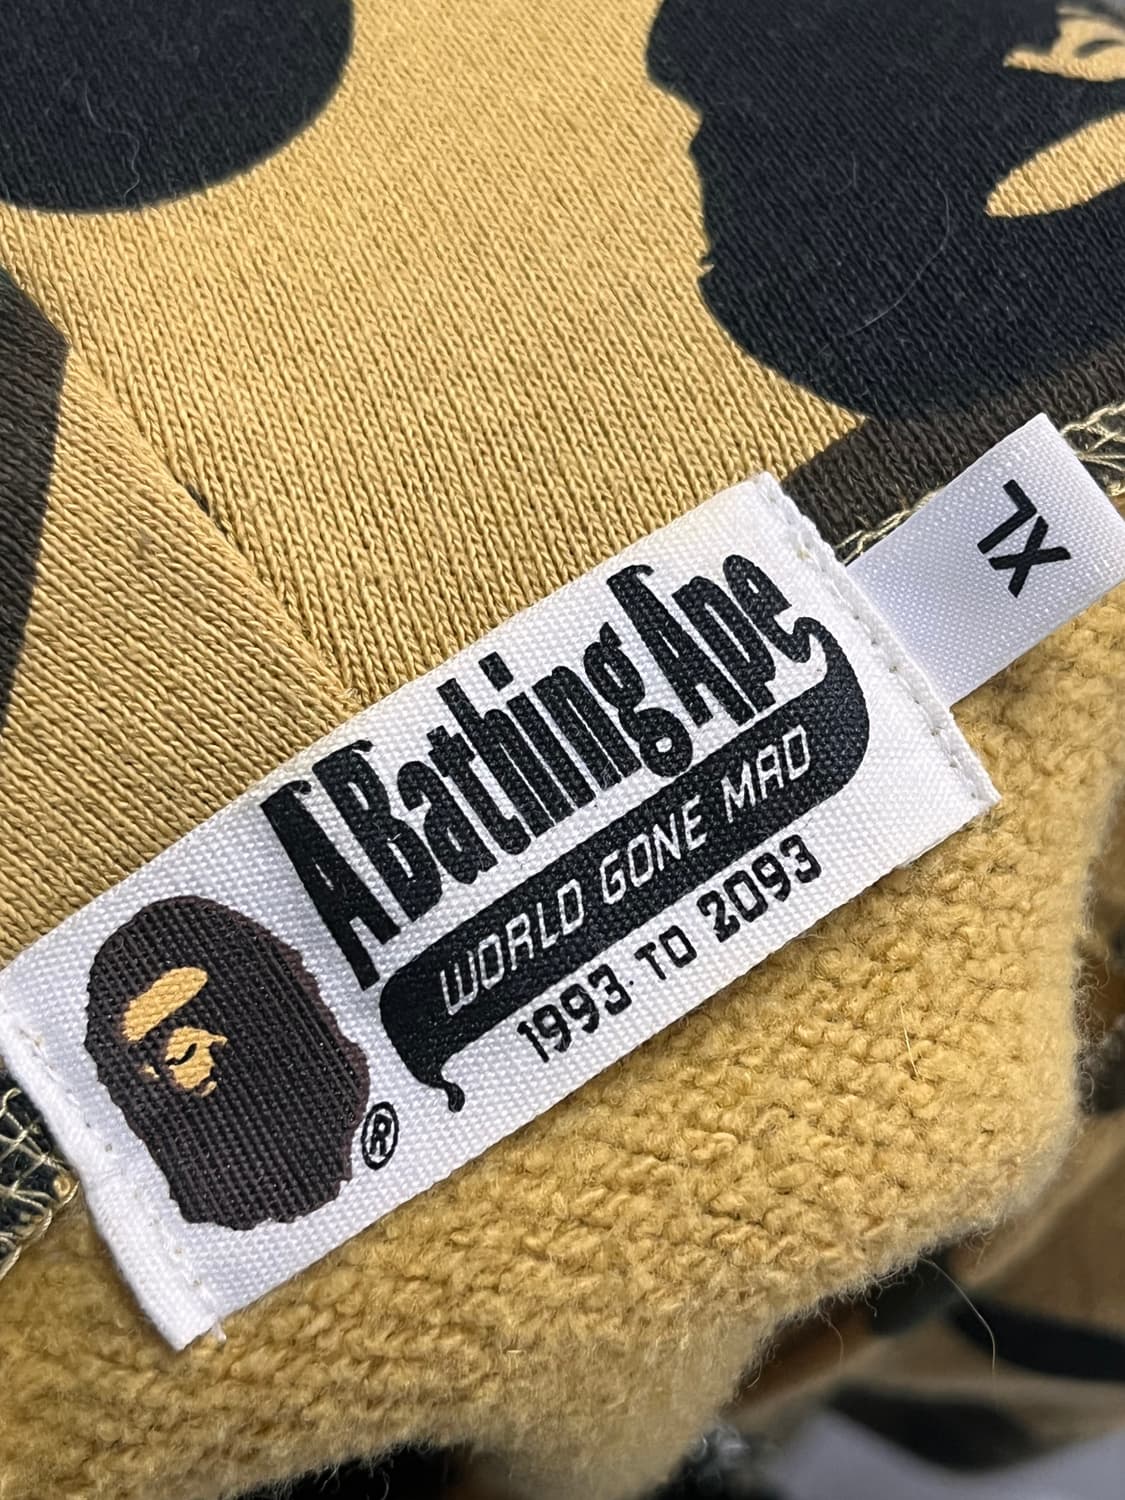 A Bathing Ape
WORLD GONE MAD
1993 TO 2093
®
XL